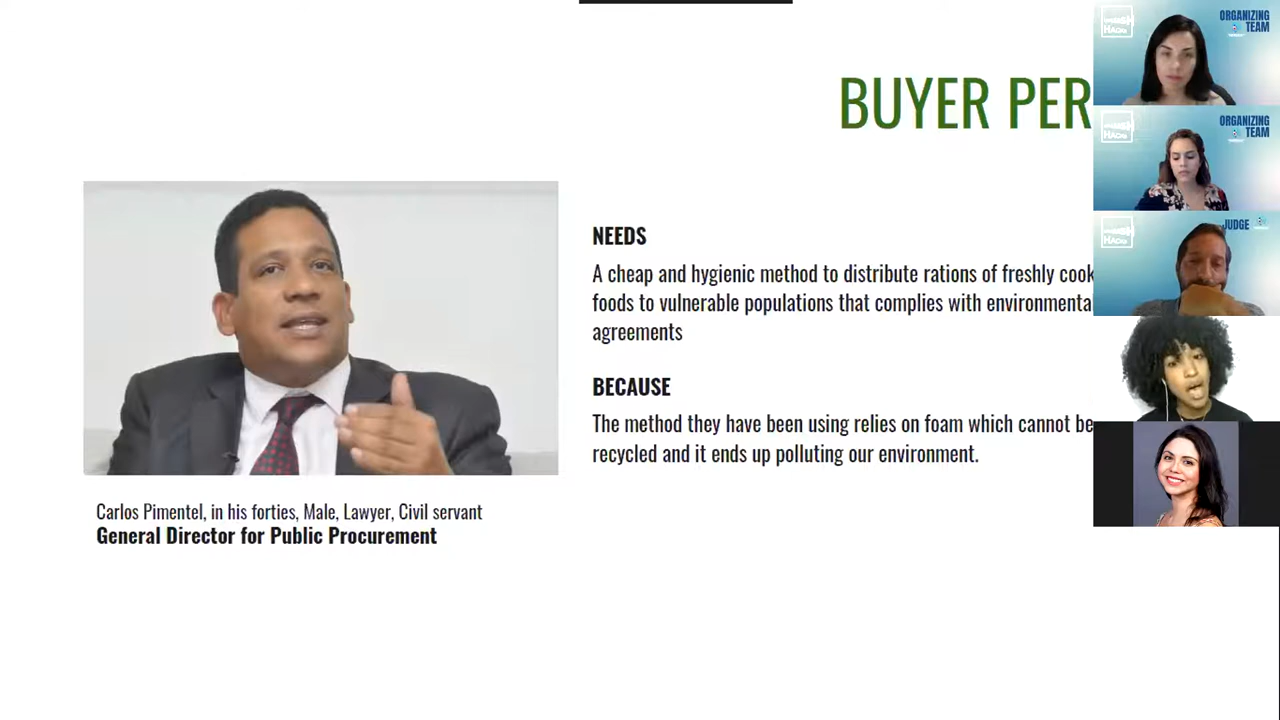 BUYER PER
NEEDS
A cheap and hygienic method to distribute rations of freshly cook
foods to vulnerable populations that complies with environmenta
agreements
BECAUSE
The method they have been using relies on foam which cannot be
recycled and it ends up polluting our environment.
Carlos Pimentel, in his forties, Male, Lawyer, Civil servant
General Director for Public Procurement
ORGANIZING
TEAM
ORGANIZING
TEAM
JUDGE